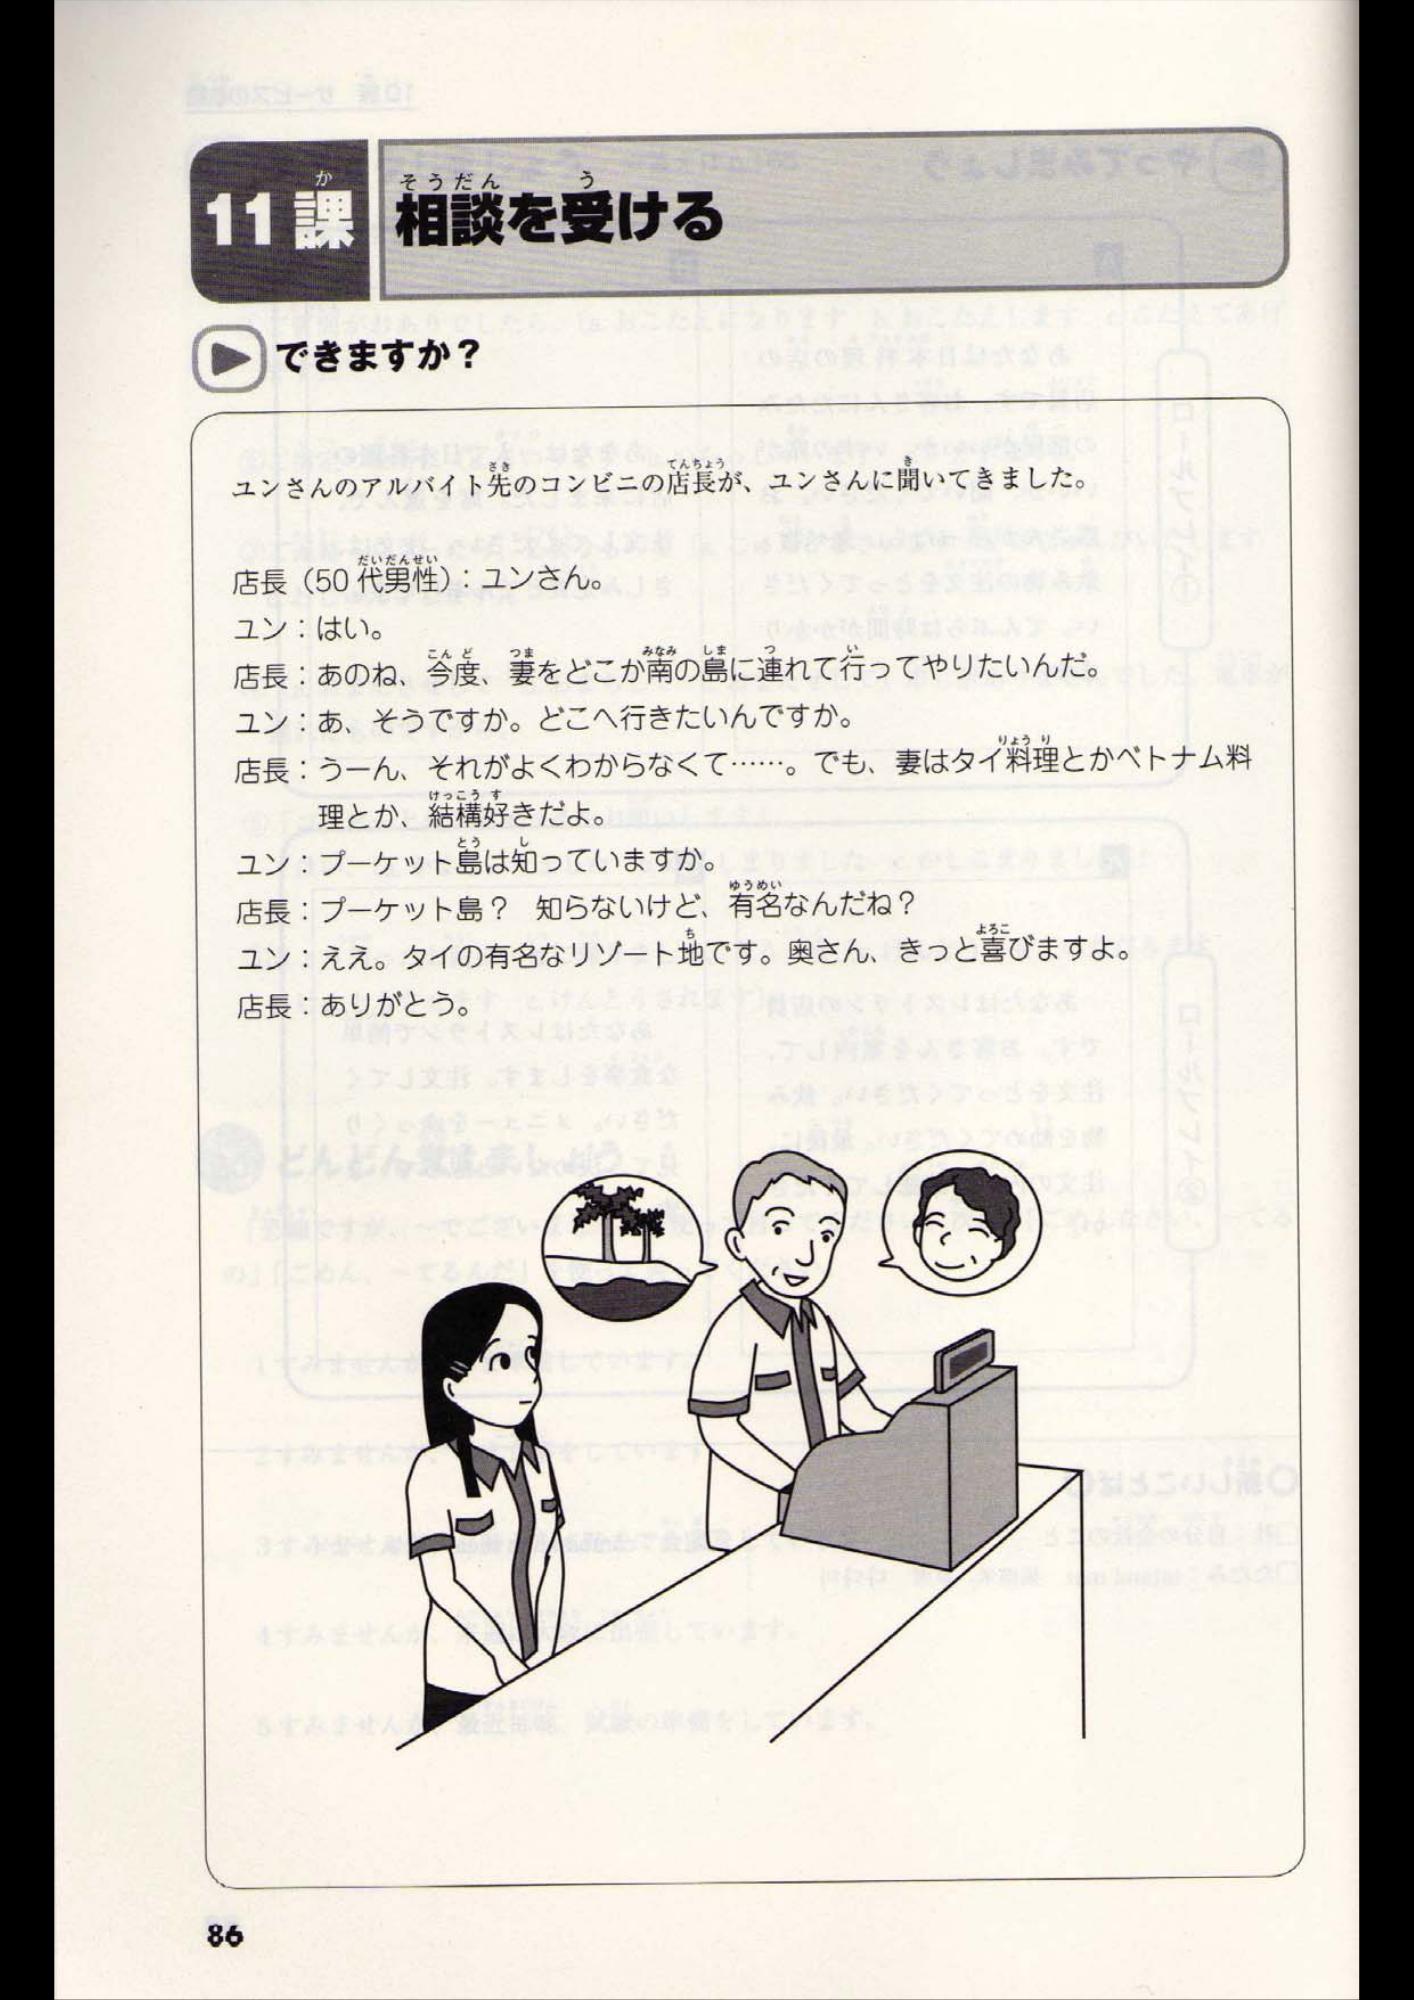 11課 相談を受ける
できますか？
ユンさんのアルバイト先のコンビニの店長が、ユンさんに聞いてきました。
店長（50代男性）：ユンさん。
ユン：はい。
店長：あのね、今度、妻をどこか南の島に連れて行ってやりたいんだ。
ユン：あ、そうですか。どこへ行きたいんですか。
店長：うーん、それがよくわからなくて……。でも、妻はタイ料理とかベトナム料
理とか、結構好きだよ。
ユン：プーケット島は知っていますか。
店長：プーケット島？　知らないけど、有名なんだね？
ユン：ええ。タイの有名なリゾート地です。奥さん、きっと喜びますよ。
店長：ありがとう。
86